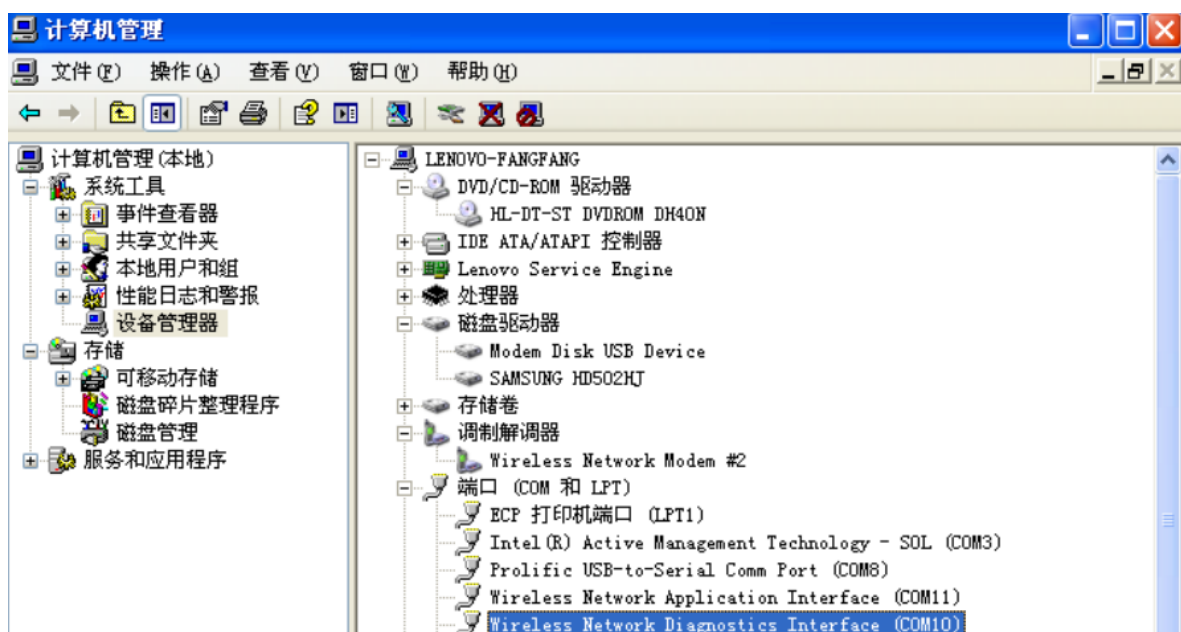 计算机管理
文件(F) 操作(A) 查看(V) 窗口(W) 帮助(H)
计算机管理(本地)
系统工具
事件查看器
共享文件夹
本地用户和组
性能日志和警报
设备管理器
存储
可移动存储
磁盘碎片整理程序
磁盘管理
服务和应用程序
LENOVO-FANGFANG
DVD/CD-ROM 驱动器
HL-DT-ST DVDROM DH40N
IDE ATA/ATAPI 控制器
Lenovo Service Engine
处理器
磁盘驱动器
Modem Disk USB Device
SAMSUNG HD502HJ
存储卷
调制解调器
Wireless Network Modem #2
端口 (COM 和 LPT)
ECP 打印机端口 (LPT1)
Intel(R) Active Management Technology - SOL (COM3)
Prolific USB-to-Serial Comm Port (COM8)
Wireless Network Application Interface (COM11)
Wireless Network Diagnostics Interface (COM10)